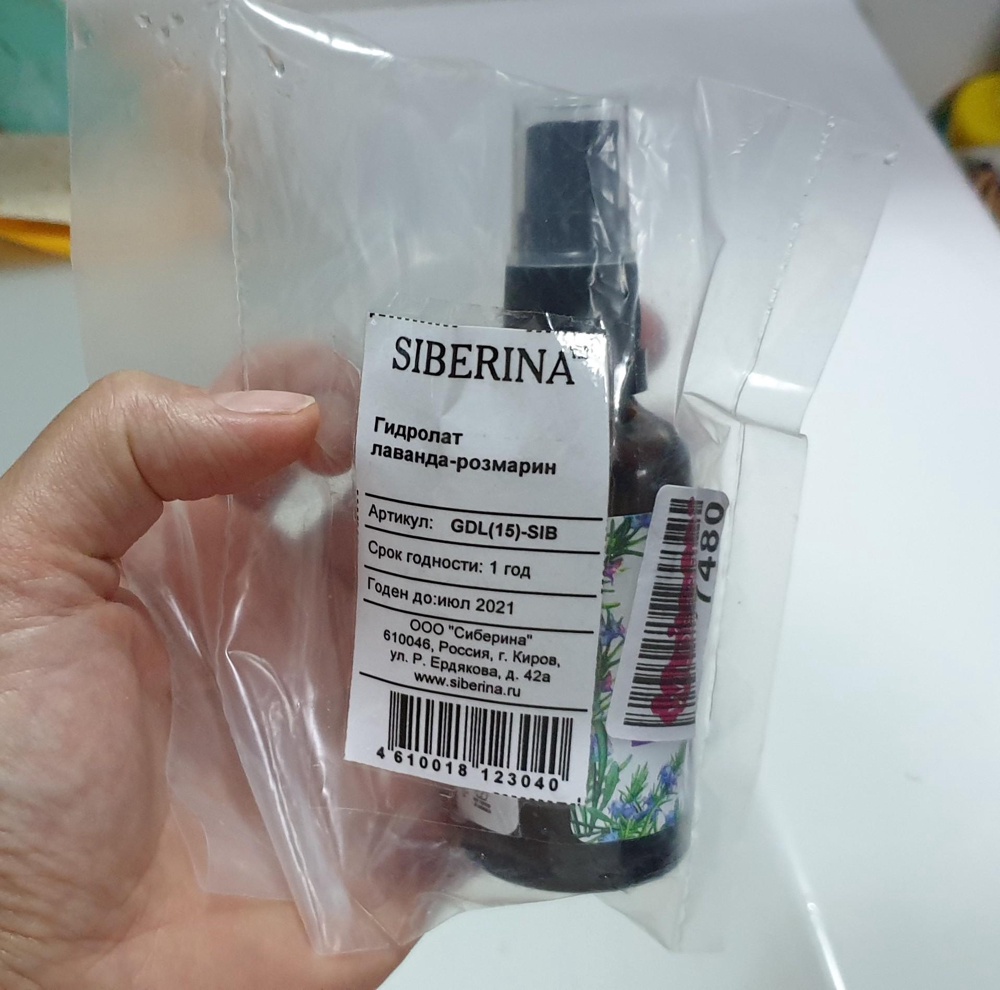 SIBERINA
Гидролат
лаванда-розмарин
Артикул: GDL(15)-SIB
Срок годности: 1 год
Годен до:июл 2021
ООО "Сиберина"
610046, Россия, г. Киров,
ул. Р. Ердякова, д. 42а
www.siberina.ru
4 610018 123040
(480